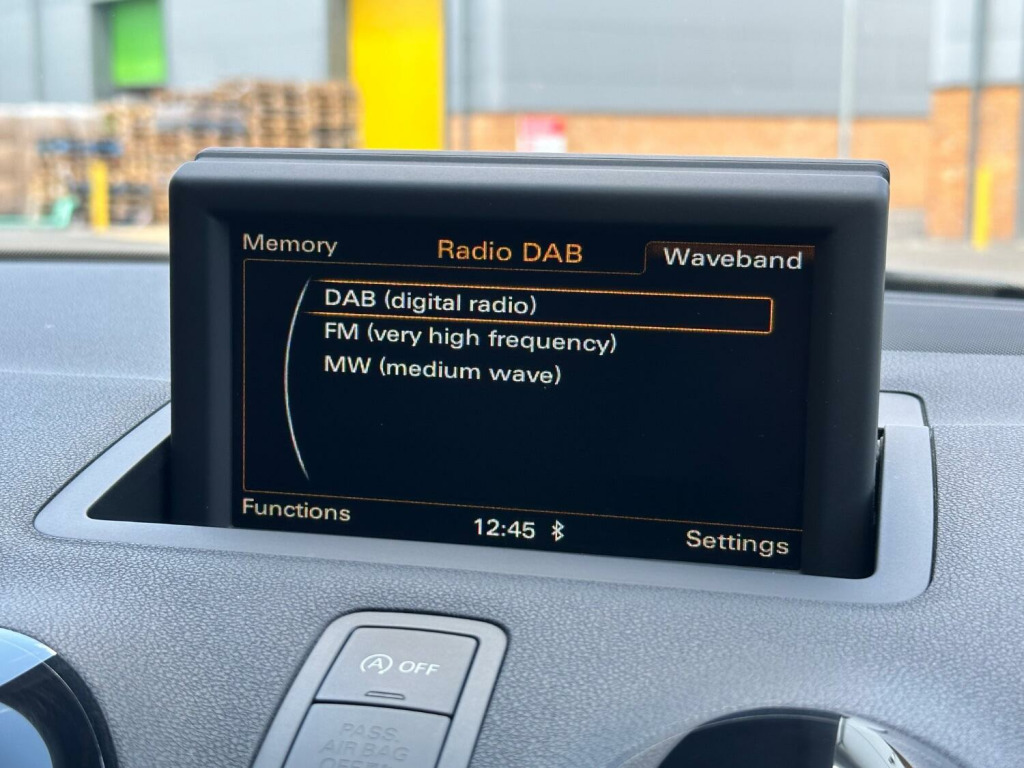 Memory
Radio DAB
Waveband
DAB (digital radio)
FM (very high frequency)
MW (medium wave)
Functions
12:45
Settings
A OFF
PASS.
AIR BAG
OFF